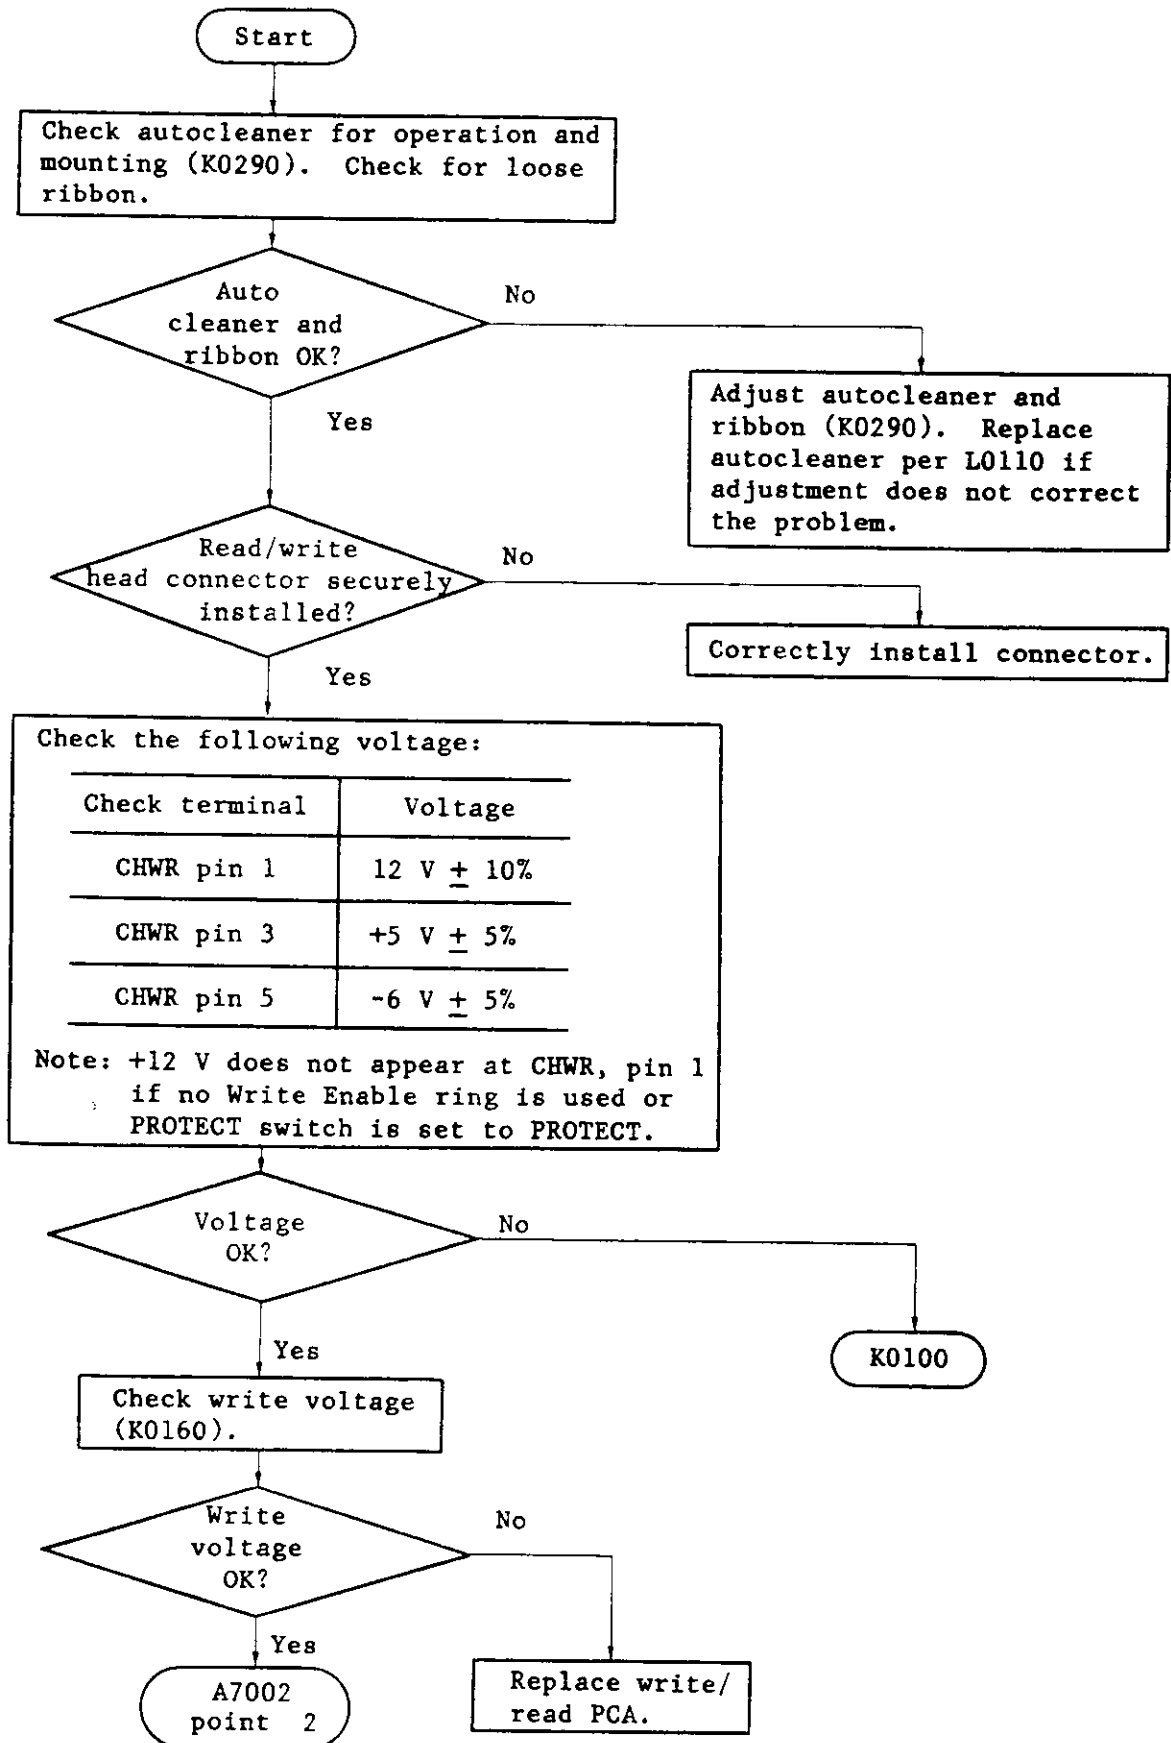 Start
Check autocleaner for operation and
mounting (K0290).  Check for loose
ribbon.
Auto
cleaner and
ribbon OK?
No
Yes
Adjust autocleaner and
ribbon (K0290).  Replace
autocleaner per L0110 if
adjustment does not correct
the problem.
Read/write
head connector securely
installed?
No
Yes
Correctly install connector.
Check the following voltage:
Check terminal Voltage
CHWR pin 1 12 V ± 10%
CHWR pin 3 +5 V ± 5%
CHWR pin 5 -6 V ± 5%
Note: +12 V does not appear at CHWR, pin 1
if no Write Enable ring is used or
PROTECT switch is set to PROTECT.
Voltage
OK?
No
Yes
K0100
Check write voltage
(K0160).
Write
voltage
OK?
No
Yes
A7002
point 2
Replace write/
read PCA.